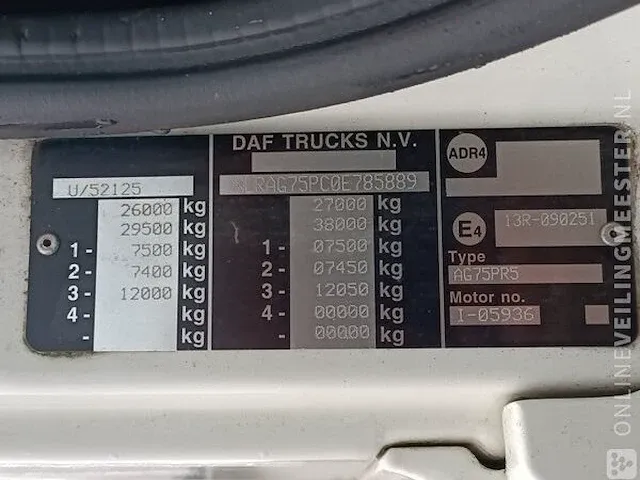 DAF TRUCKS N.V.
U/52125
26000 kg
29500 kg
1- 7500 kg
2- 7400 kg
3- 12000 kg
4- kg
- kg
RAG75PC0E785889
27000 kg
38000 kg
1- 07500 kg
2- 07450 kg
3- 12050 kg
4- 00000 kg
- 00000 kg
ADR4
E4 13R-090251
Type
AG75PR5
Motor no.
I-05936
ONLINEVEILINGMEESTER.NL